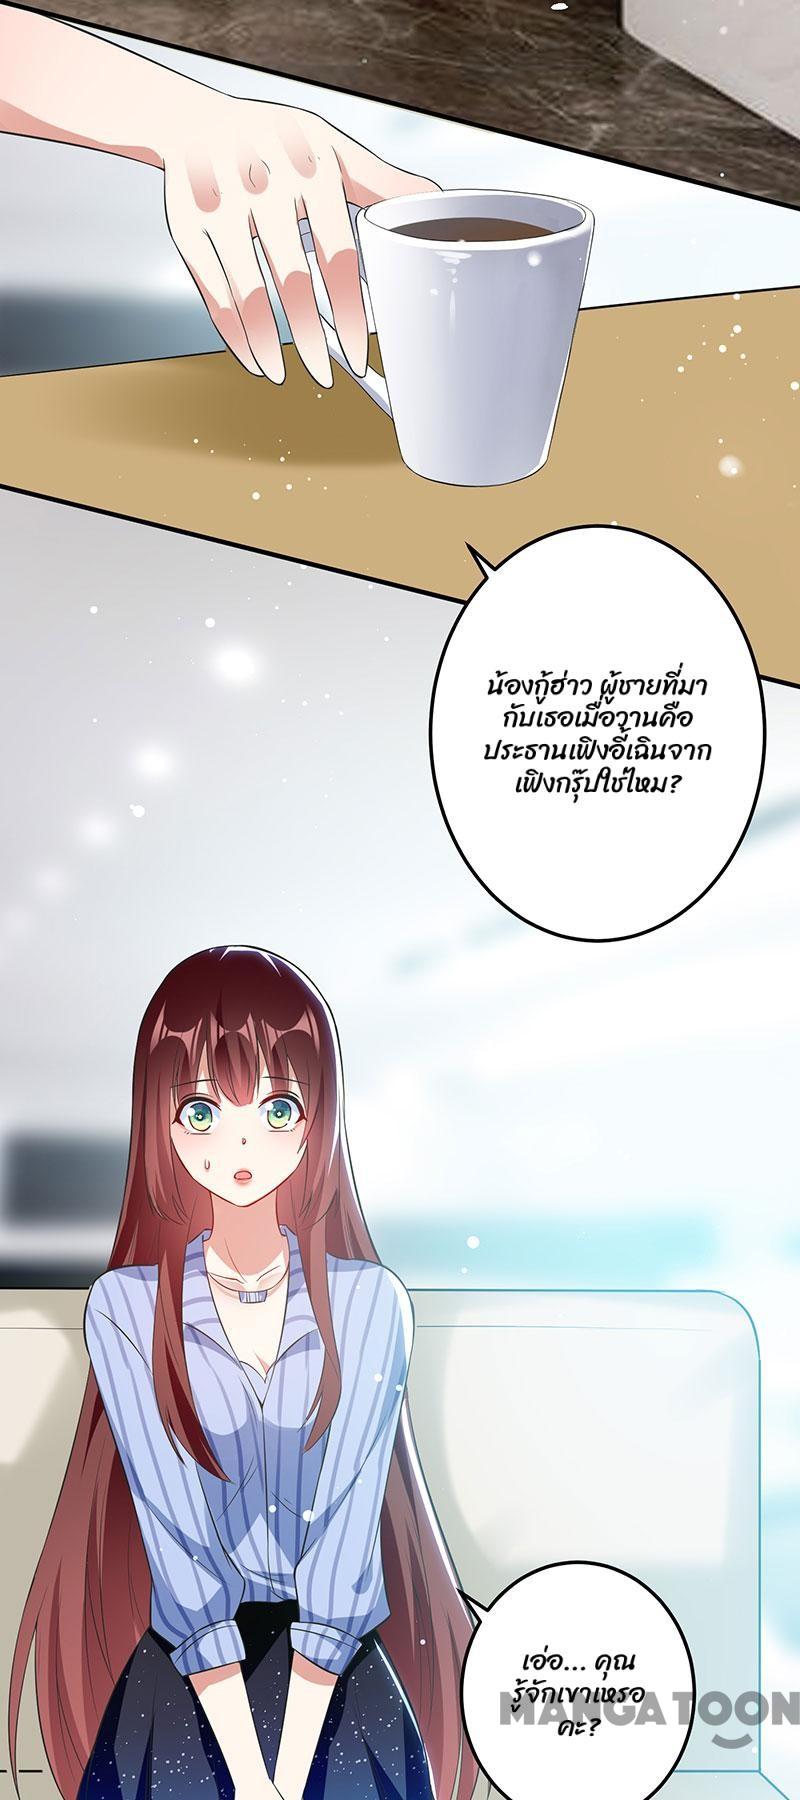 น้องกู้ฮ่าว ผู้ชายที่มา
กับเธอเมื่อวานคือ
ประธานเฟิงอี้เฉินจาก
เฟิงกรุ๊ปใช่ไหม?
เอ่อ... คุณ
รู้จักเขาเหรอ
คะ?
MANGATOON